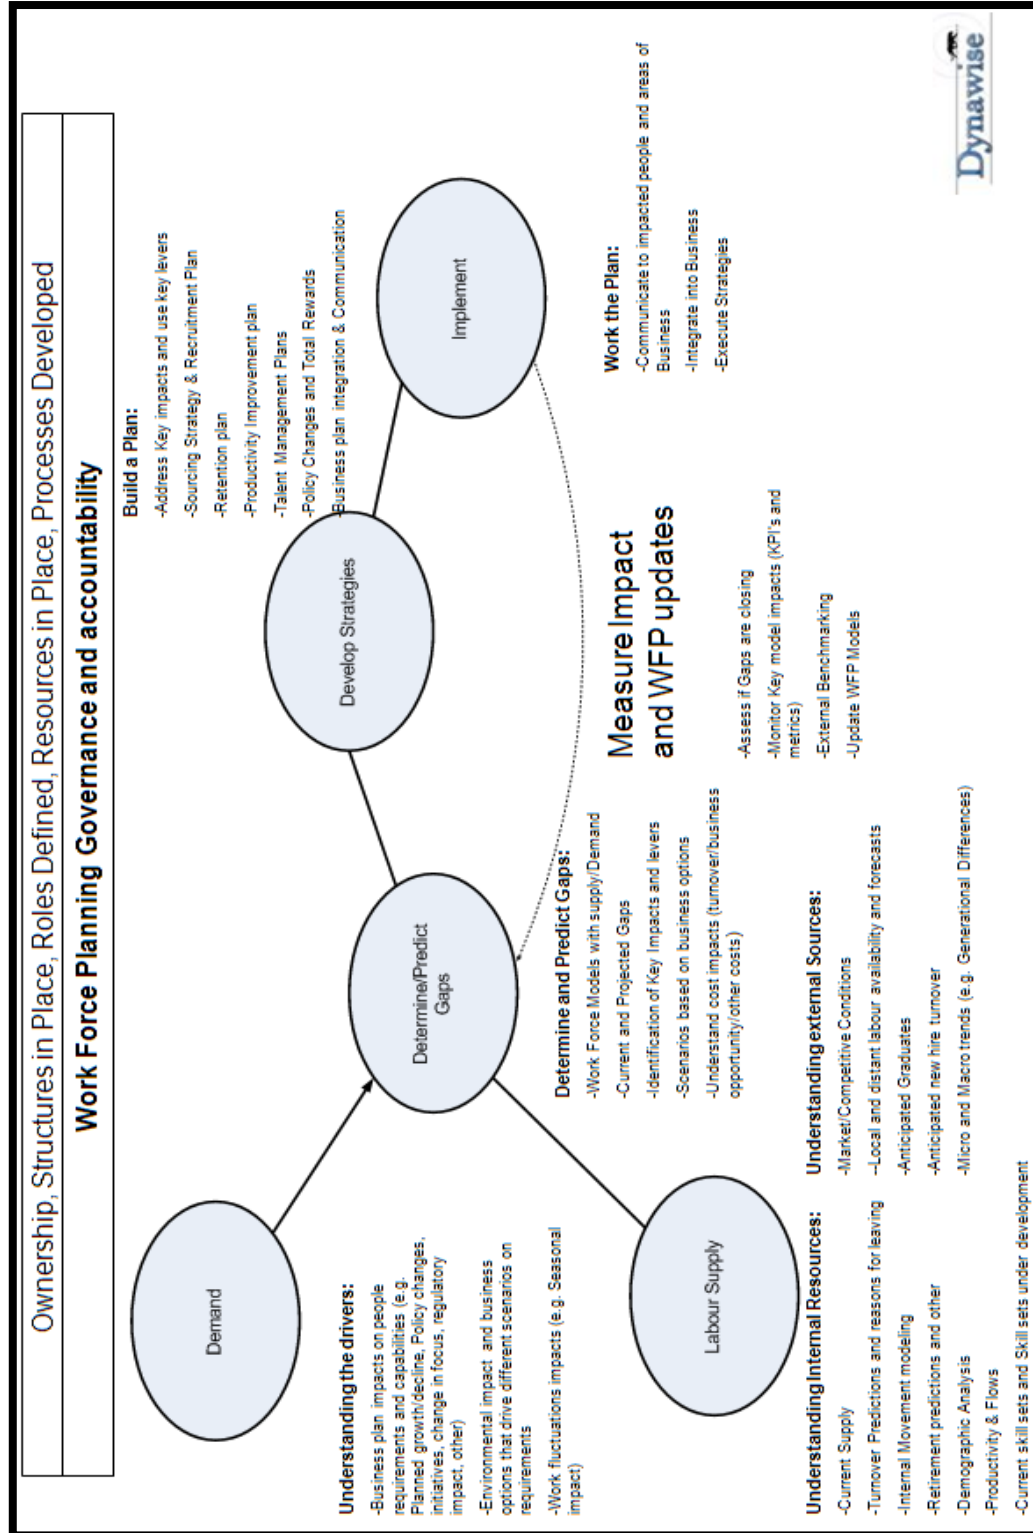 Ownership, Structures in Place, Roles Defined, Resources in Place, Processes Developed
Work Force Planning Governance and accountability
Demand
Understanding the drivers:
-Business plan impacts on people
requirements and capabilities (e.g.
Planned growth/decline, Policy changes,
initiatives, change in focus, regulatory
impact, other)
-Environmental impact and business
options that drive different scenarios on
requirements
-Work fluctuations impacts (e.g. Seasonal
impact)
Labour Supply
Understanding Internal Resources:
-Current Supply
-Turnover Predictions and reasons for leaving
-Internal Movement modeling
-Retirement predictions and other
-Demographic Analysis
-Productivity & Flows
-Current skill sets and Skill sets under development
Understanding external Sources:
-Market/Competitive Conditions
--Local and distant labour availability and forecasts
-Anticipated Graduates
-Anticipated new hire turnover
-Micro and Macro trends (e.g. Generational Differences)
Determine/Predict
Gaps
Determine and Predict Gaps:
-Work Force Models with supply/Demand
-Current and Projected Gaps
-Identification of Key Impacts and levers
-Scenarios based on business options
-Understand cost impacts (turnover/business
opportunity/other costs)
Develop Strategies
Build a Plan:
-Address Key impacts and use key levers
-Sourcing Strategy & Recruitment Plan
-Retention plan
-Productivity Improvement plan
-Talent Management Plans
-Policy Changes and Total Rewards
-Business plan integration & Communication
Measure Impact
and WFP updates
-Assess if Gaps are closing
-Monitor Key model impacts (KPI's and
metrics)
-External Benchmarking
-Update WFP Models
Implement
Work the Plan:
-Communicate to impacted people and areas of
Business
-Integrate into Business
-Execute Strategies
Dynawise